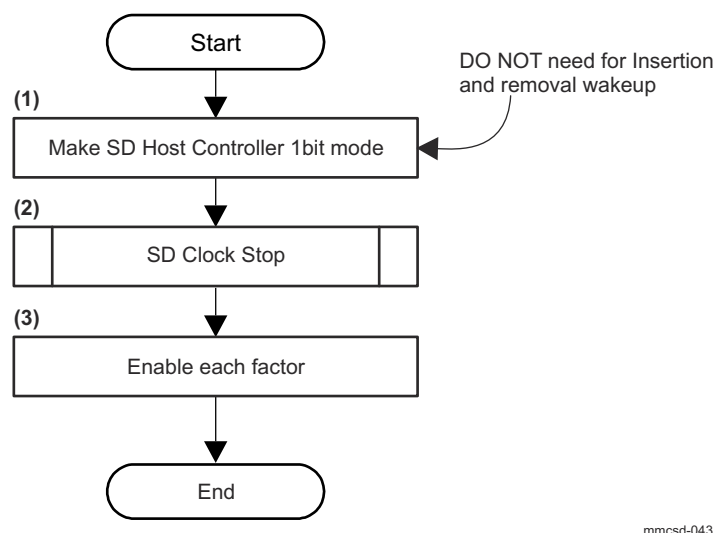 Start
DO NOT need for Insertion
and removal wakeup
(1)
Make SD Host Controller 1bit mode
(2)
SD Clock Stop
(3)
Enable each factor
End
mmcsd-043